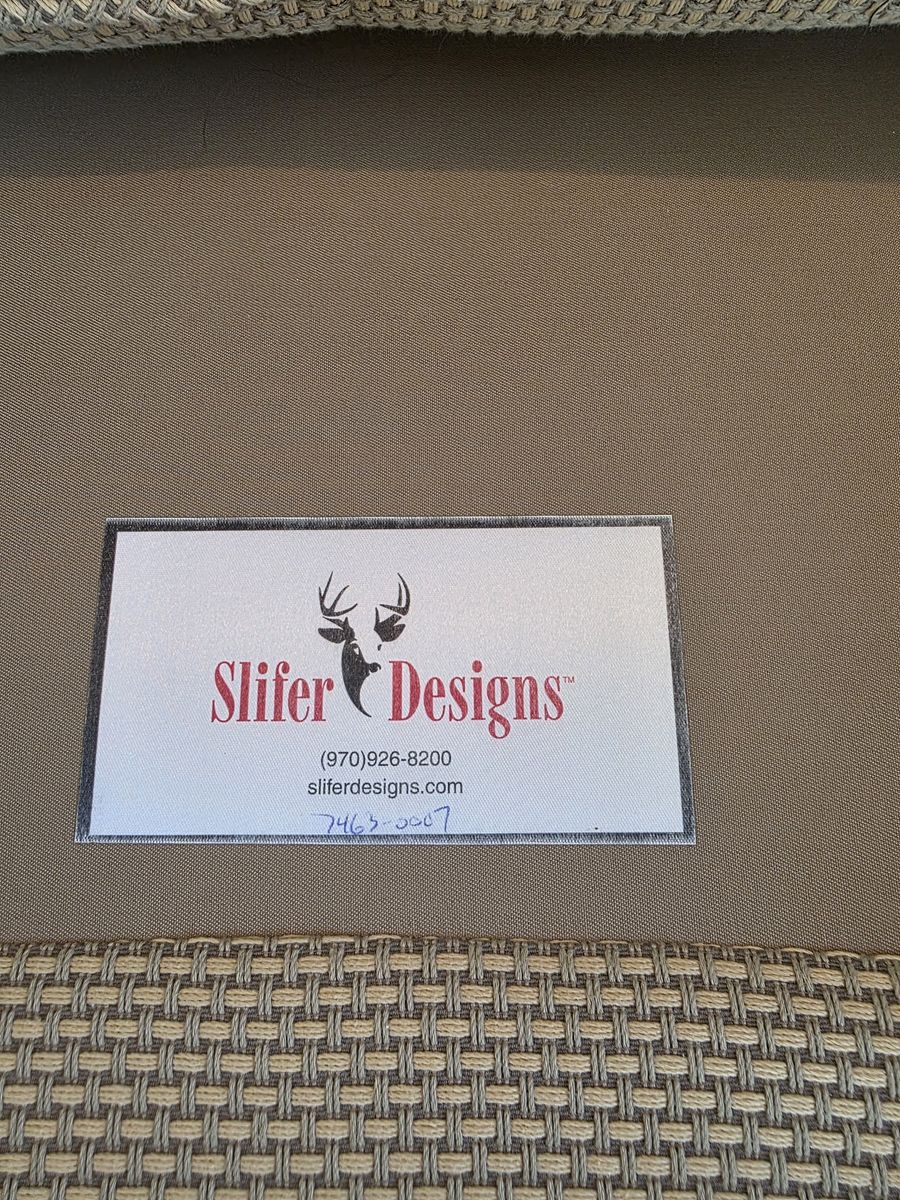 Slifer Designs™
(970)926-8200
sliferdesigns.com
7463-0007